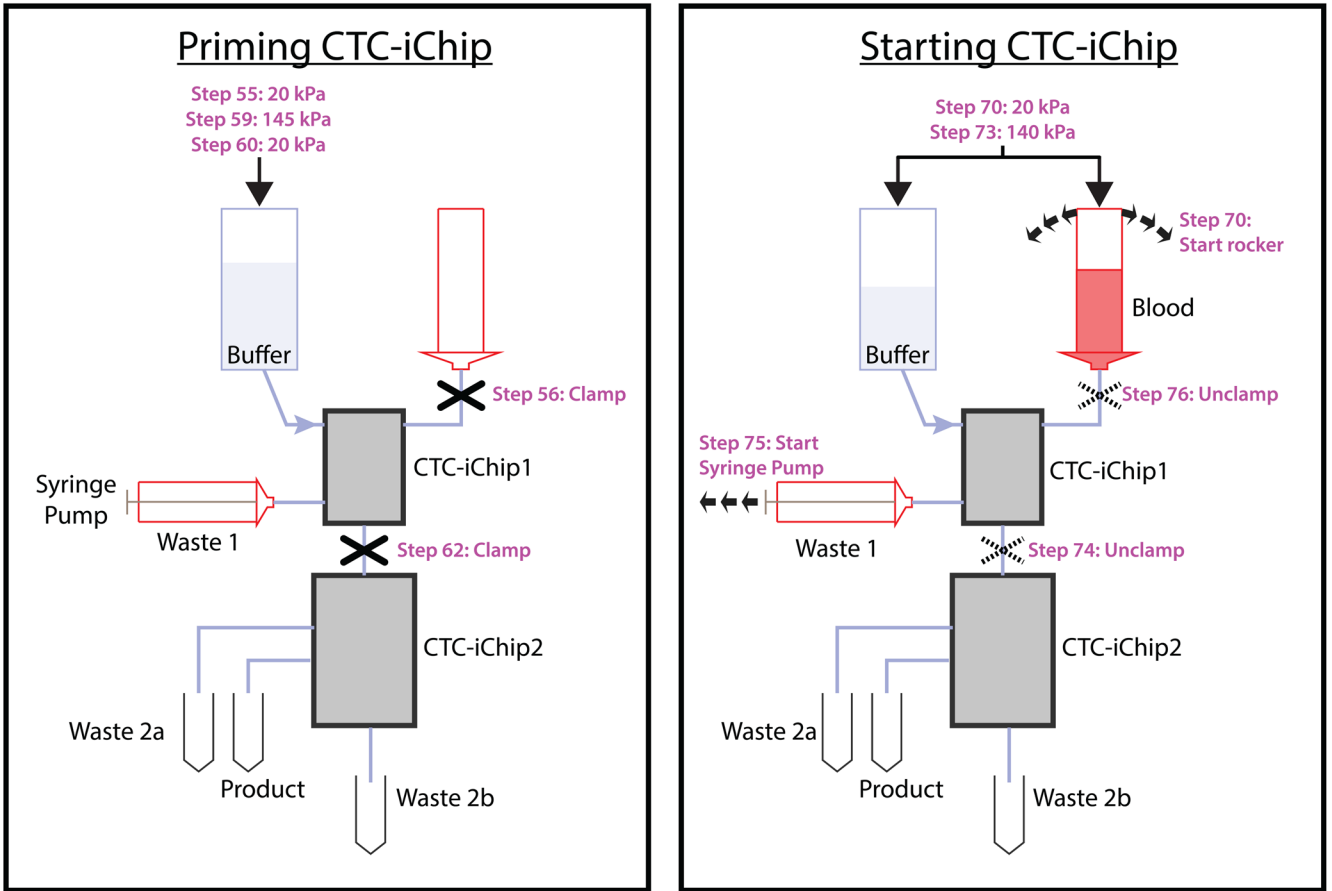 Priming CTC-iChip
Step 55: 20 kPa
Step 59: 145 kPa
Step 60: 20 kPa
Buffer
Step 56: Clamp
CTC-iChip1
Syringe
Pump
Waste 1
Step 62: Clamp
CTC-iChip2
Waste 2a
Product
Waste 2b
Starting CTC-iChip
Step 70: 20 kPa
Step 73: 140 kPa
Step 70:
Start rocker
Blood
Buffer
Step 76: Unclamp
Step 75: Start
Syringe Pump
CTC-iChip1
Waste 1
Step 74: Unclamp
CTC-iChip2
Waste 2a
Product
Waste 2b